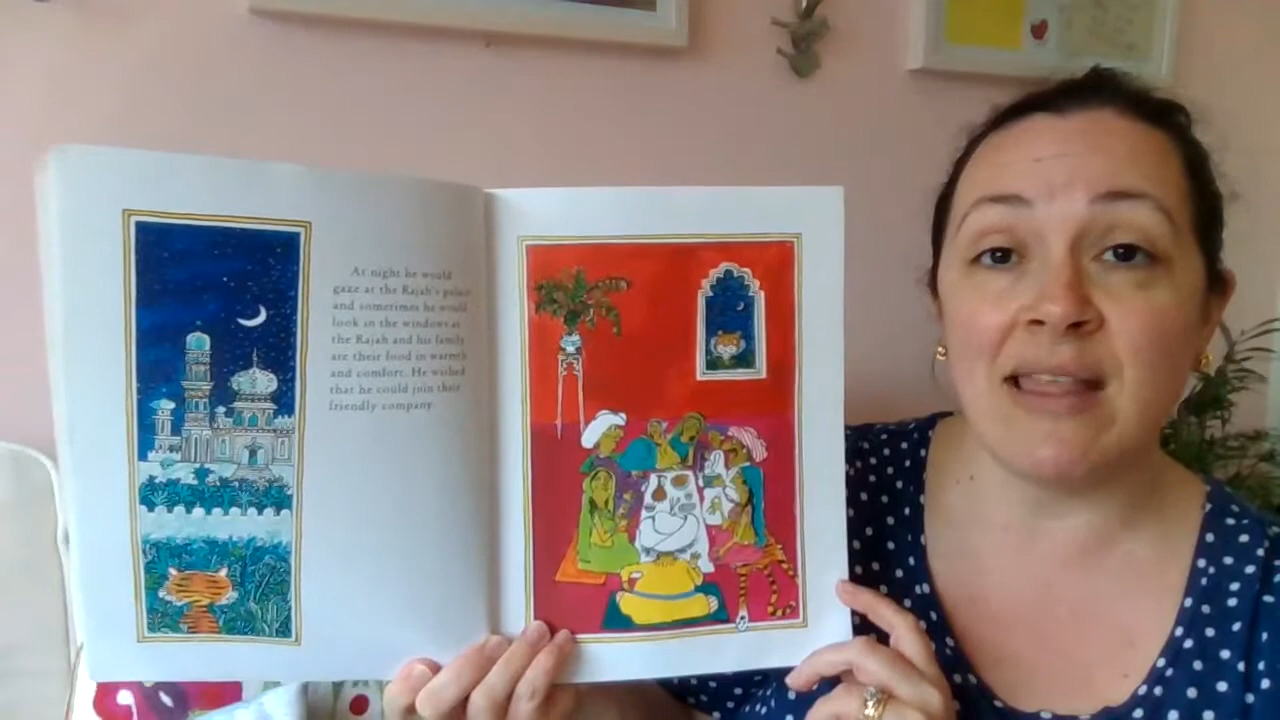 At night he would
gaze at the Rajah's palace
and sometimes he would
look in the windows as
the Rajah and his family
ate their food in warmth
and comfort. He wished
that he could join their
friendly company.